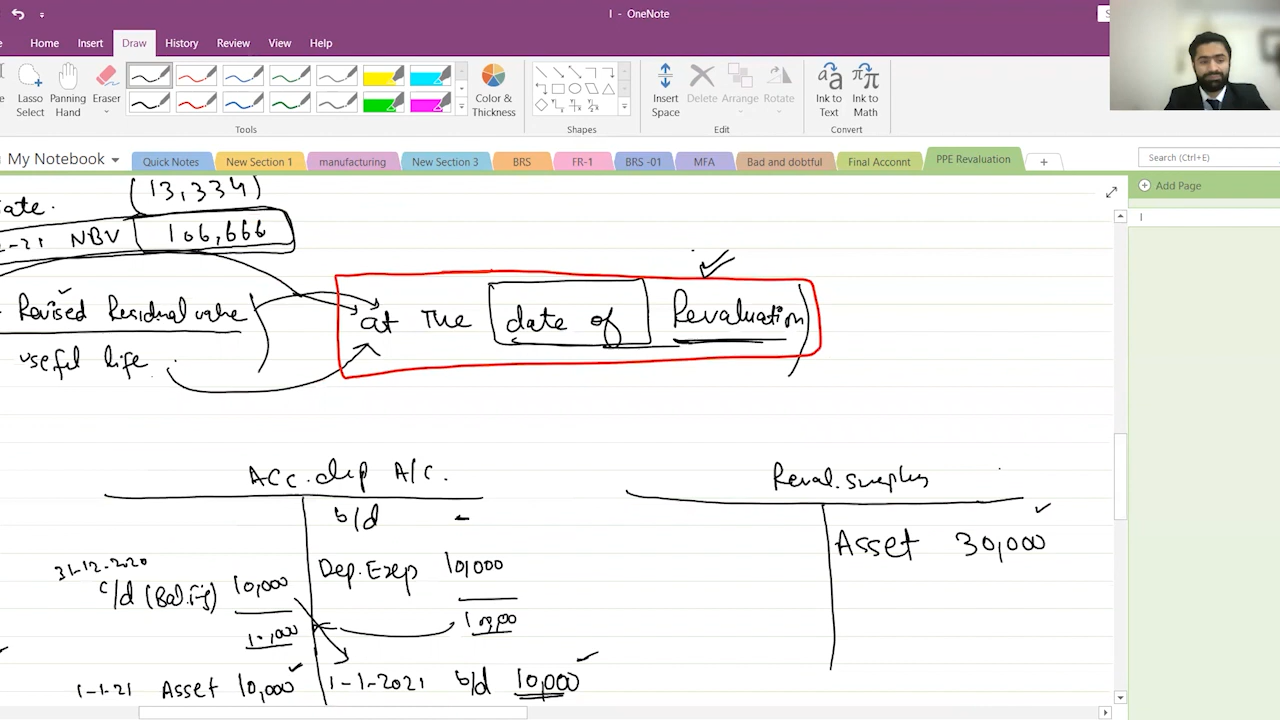 I - OneNote
Home Insert Draw History Review View Help
Lasso Select
Panning Hand
Eraser
Color & Thickness
Insert Space
Delete Arrange Rotate
Ink to Text
Ink to Math
Tools Shapes Edit Convert
My Notebook Quick Notes New Section 1 manufacturing New Section 3 BRS FR-1 BRS -01 MFA Bad and doubtful Final Acconnt PPE Revaluation +
Search (Ctrl+E)
Add Page
I
(13,334)
NBV 106,666
Revised Residual value
useful life
at The date of Revaluation)
Acc. dep A/c.
b/d -
31-12-2020
c/d (Bal. Fig) 10,000
Dep. Exep 10,000
10,000
1-1-21 Asset 10,000
1-1-2021 b/d 10,000
Reval. surplus
Asset 30,000